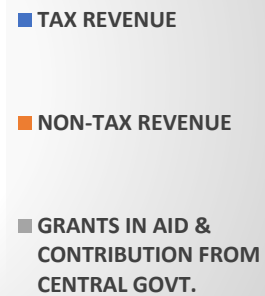 TAX REVENUE
NON-TAX REVENUE
GRANTS IN AID &
CONTRIBUTION FROM
CENTRAL GOVT.